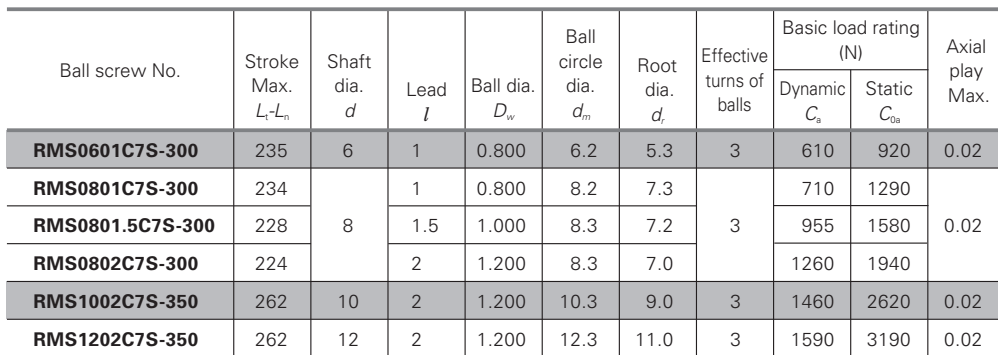 Ball screw No. Stroke Max. Lt-Ln Shaft dia. d Lead l Ball dia. Dw Ball circle dia. dm Root dia. dr Effective turns of balls Basic load rating (N) Dynamic Ca Static C0a Axial play Max.
RMS0601C7S-300 235 6 1 0.800 6.2 5.3 3 610 920 0.02
RMS0801C7S-300 234 1 0.800 8.2 7.3 710 1290
RMS0801.5C7S-300 228 8 1.5 1.000 8.3 7.2 3 955 1580 0.02
RMS0802C7S-300 224 2 1.200 8.3 7.0 1260 1940
RMS1002C7S-350 262 10 2 1.200 10.3 9.0 3 1460 2620 0.02
RMS1202C7S-350 262 12 2 1.200 12.3 11.0 3 1590 3190 0.02